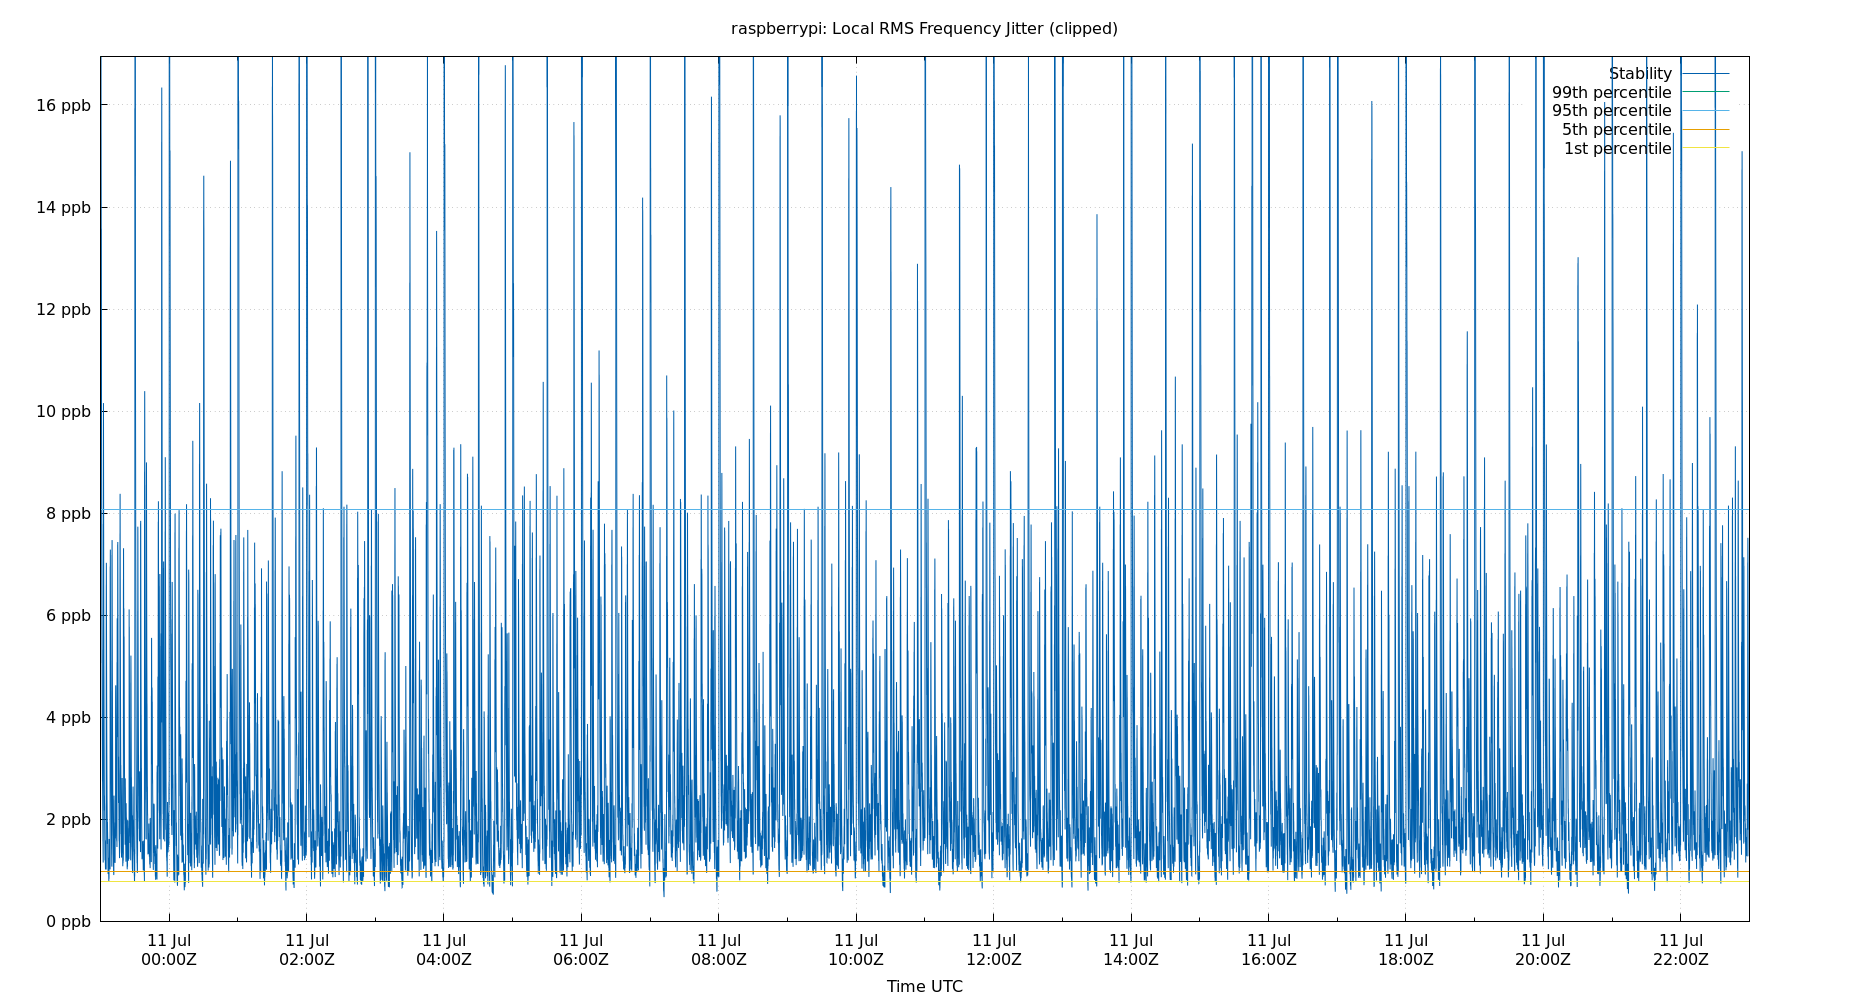 raspberrypi: Local RMS Frequency Jitter (clipped)
Stability
99th percentile
95th percentile
5th percentile
1st percentile
16 ppb
14 ppb
12 ppb
10 ppb
8 ppb
6 ppb
4 ppb
2 ppb
0 ppb
11 Jul 11 Jul 11 Jul 11 Jul 11 Jul 11 Jul 11 Jul 11 Jul 11 Jul 11 Jul 11 Jul 11 Jul
00:00Z 02:00Z 04:00Z 06:00Z 08:00Z 10:00Z 12:00Z 14:00Z 16:00Z 18:00Z 20:00Z 22:00Z
Time UTC